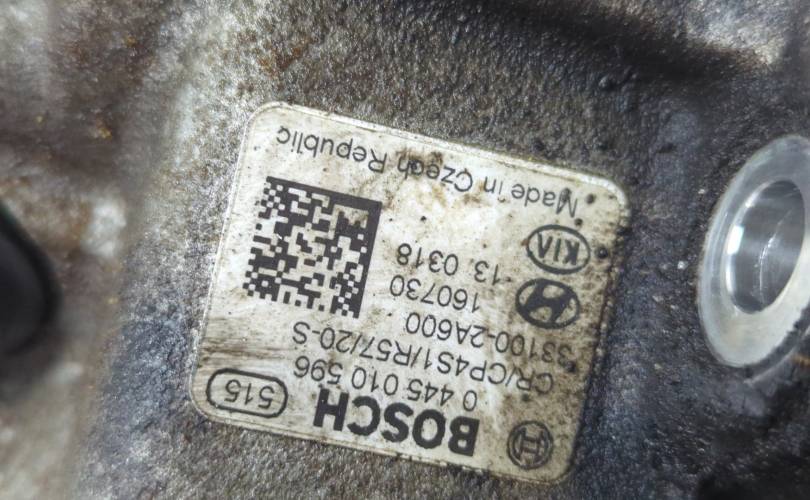 BOSCH 515
0 445 010 596
CR/CP4S1/R57/20-S
33100-2A600
160730
13 0318
KIA
Made in Czech Republic